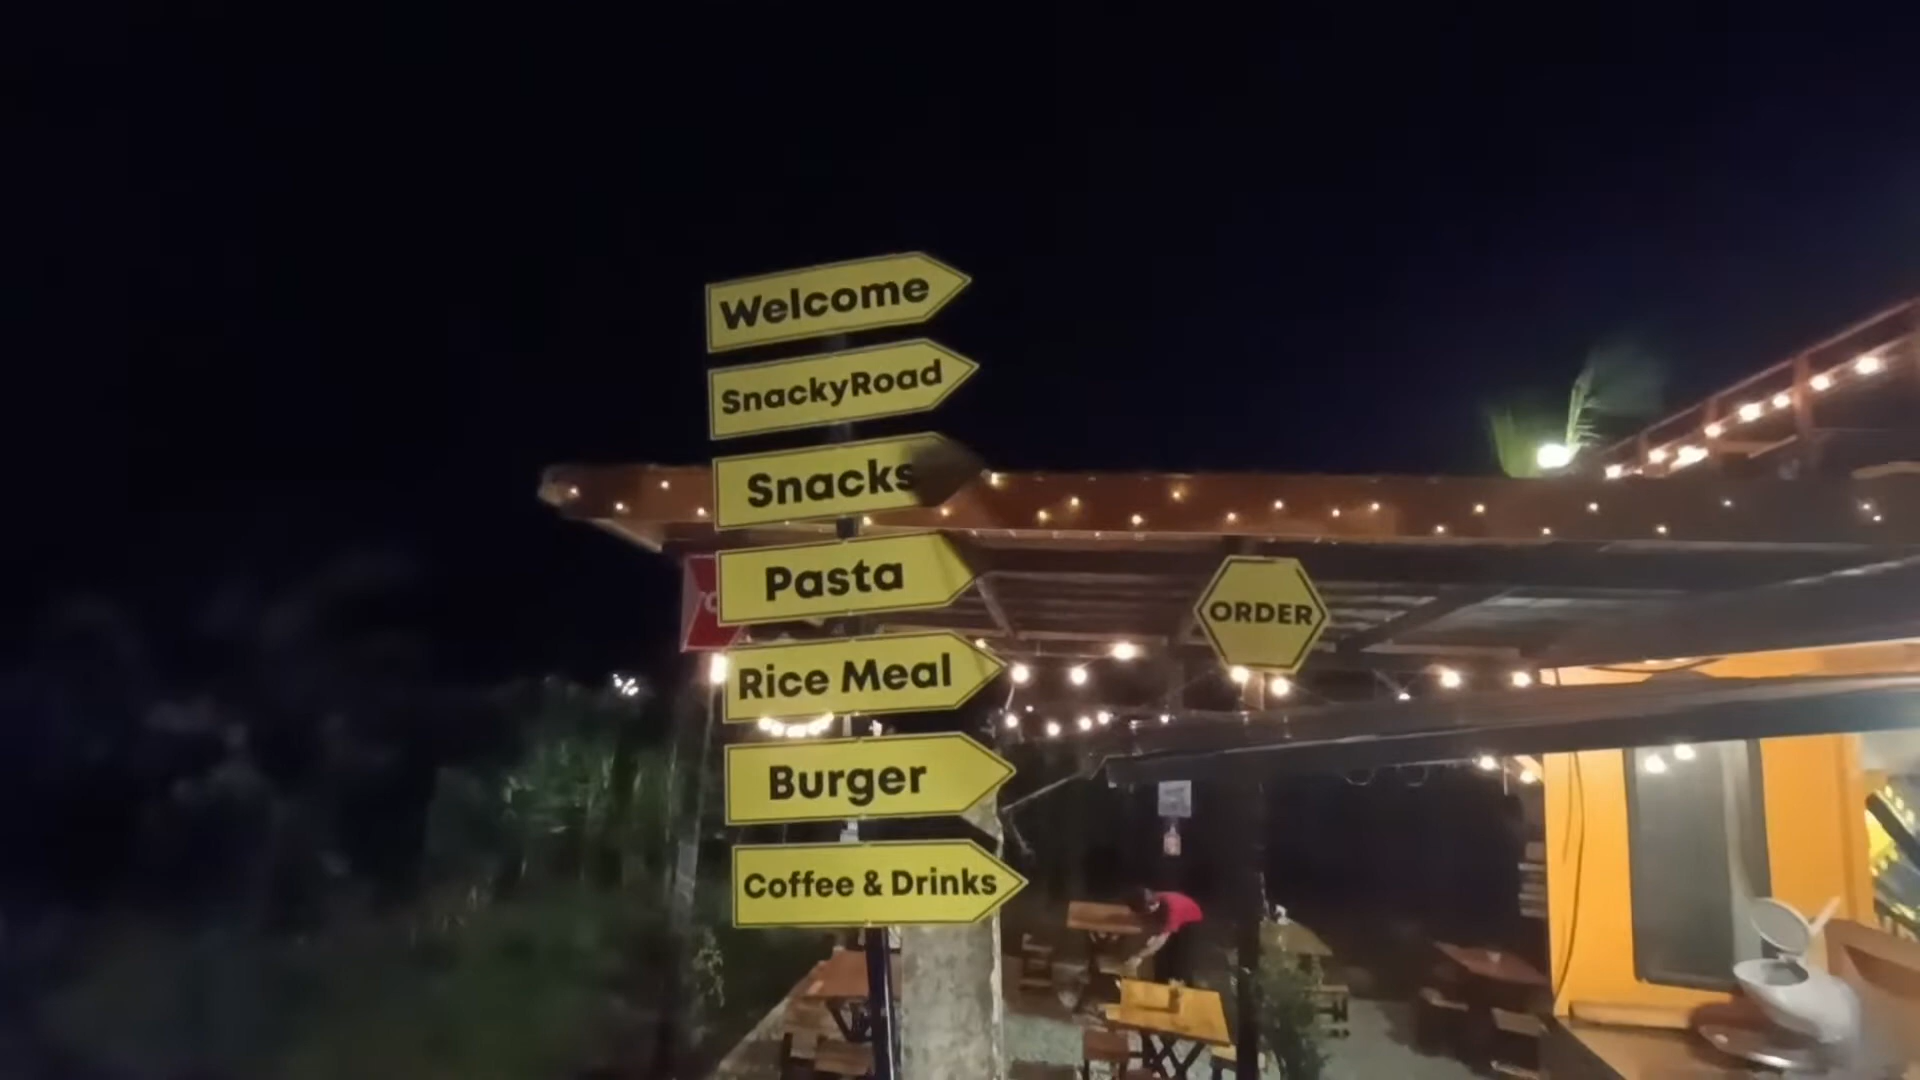 Welcome
SnackyRoad
Snacks
Pasta
ORDER
Rice Meal
Burger
Coffee & Drinks